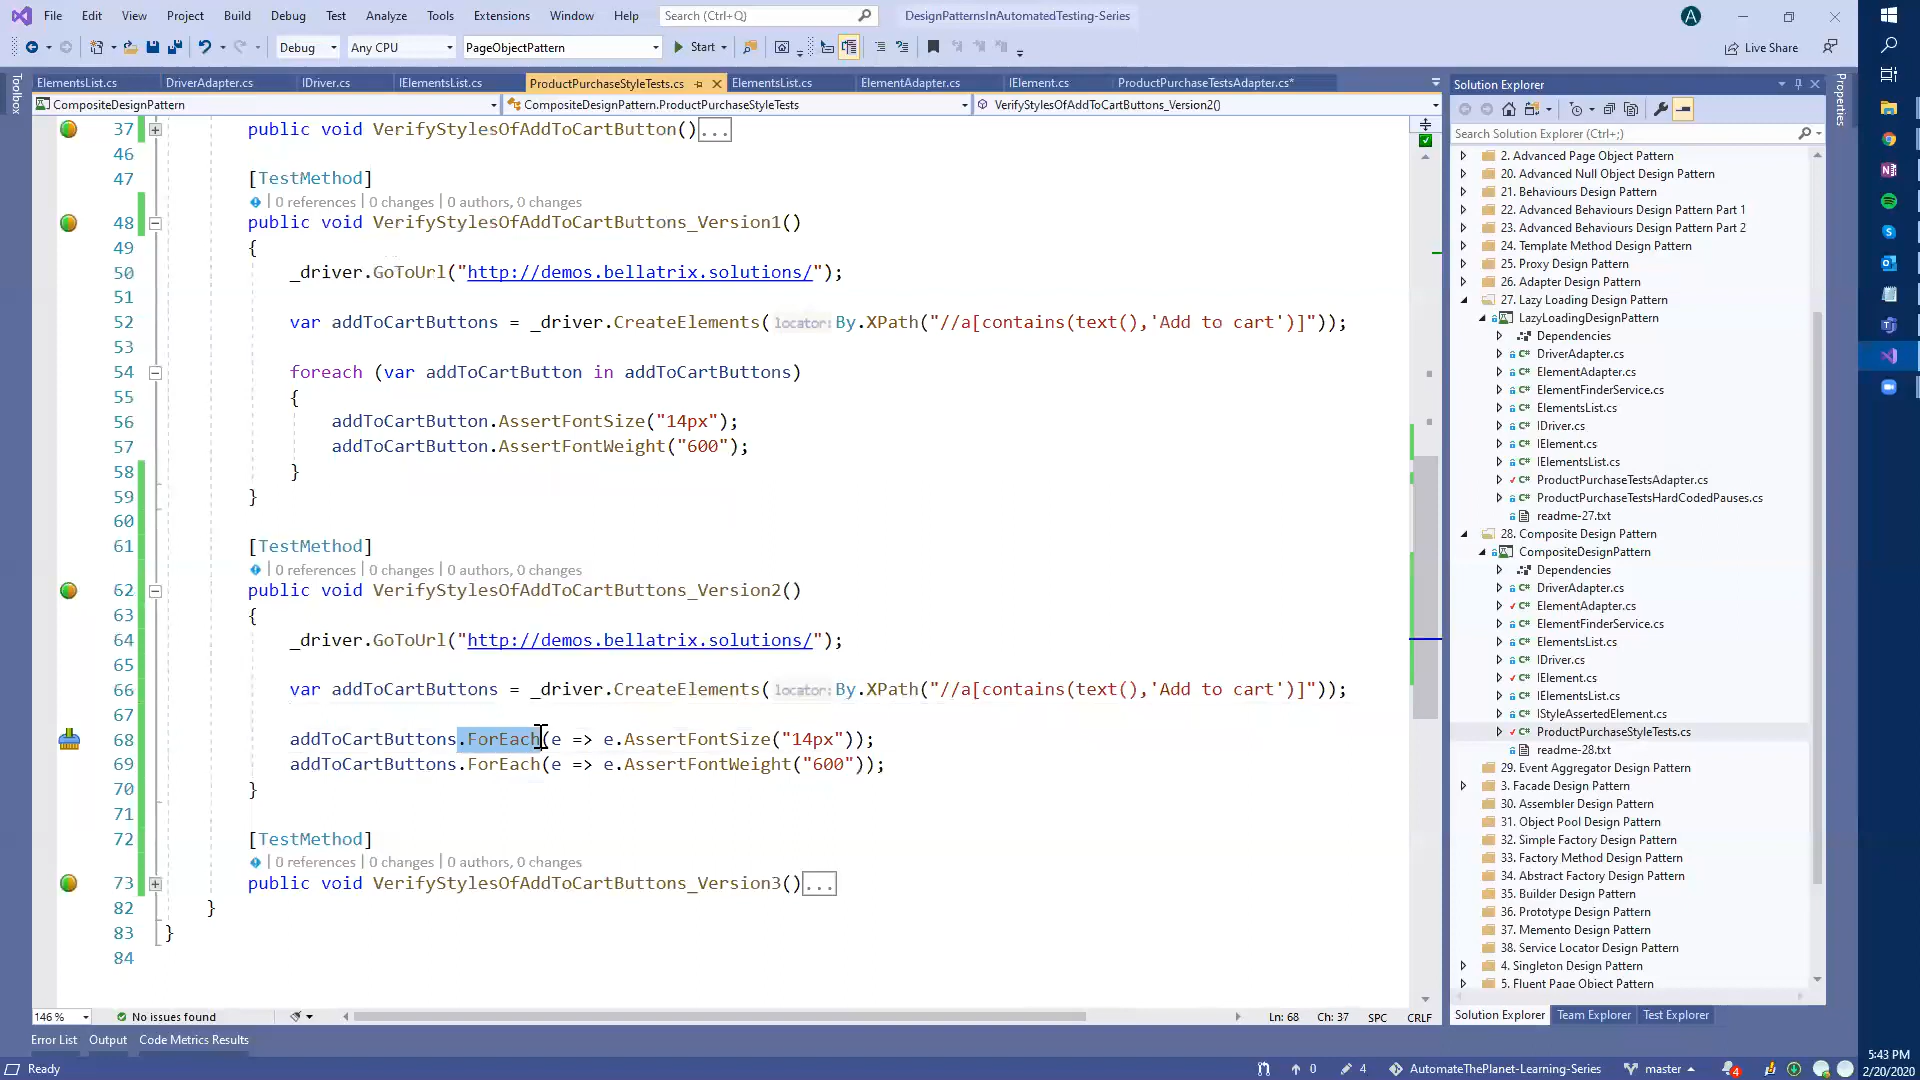 File Edit View Project Build Debug Test Analyze Tools Extensions Window Help Search (Ctrl+Q) DesignPatternsInAutomatedTesting-Series A
Debug Any CPU PageObjectPattern Start Live Share
ElementsList.cs DriverAdapter.cs IDriver.cs IElementsList.cs ProductPurchaseStyleTests.cs ElementsList.cs ElementAdapter.cs IElement.cs ProductPurchaseTestsAdapter.cs*
CompositeDesignPattern CompositeDesignPattern.ProductPurchaseStyleTests VerifyStylesOfAddToCartButtons_Version2()
Toolbox
37 public void VerifyStylesOfAddToCartButton()...
46
47 [TestMethod]
0 references | 0 changes | 0 authors, 0 changes
48 public void VerifyStylesOfAddToCartButtons_Version1()
49 {
50 _driver.GoToUrl("http://demos.bellatrix.solutions/");
51
52 var addToCartButtons = _driver.CreateElements(locator:By.XPath("//a[contains(text(),'Add to cart')]"));
53
54 foreach (var addToCartButton in addToCartButtons)
55 {
56 addToCartButton.AssertFontSize("14px");
57 addToCartButton.AssertFontWeight("600");
58 }
59 }
60
61 [TestMethod]
0 references | 0 changes | 0 authors, 0 changes
62 public void VerifyStylesOfAddToCartButtons_Version2()
63 {
64 _driver.GoToUrl("http://demos.bellatrix.solutions/");
65
66 var addToCartButtons = _driver.CreateElements(locator:By.XPath("//a[contains(text(),'Add to cart')]"));
67
68 addToCartButtons.ForEach(e => e.AssertFontSize("14px"));
69 addToCartButtons.ForEach(e => e.AssertFontWeight("600"));
70 }
71
72 [TestMethod]
0 references | 0 changes | 0 authors, 0 changes
73 public void VerifyStylesOfAddToCartButtons_Version3()...
82 }
83 }
84
146 % No issues found Ln: 68 Ch: 37 SPC CRLF
Error List Output Code Metrics Results
Solution Explorer
Search Solution Explorer (Ctrl+;)
2. Advanced Page Object Pattern
20. Advanced Null Object Design Pattern
21. Behaviours Design Pattern
22. Advanced Behaviours Design Pattern Part 1
23. Advanced Behaviours Design Pattern Part 2
24. Template Method Design Pattern
25. Proxy Design Pattern
26. Adapter Design Pattern
27. Lazy Loading Design Pattern
LazyLoadingDesignPattern
Dependencies
C# DriverAdapter.cs
C# ElementAdapter.cs
C# ElementFinderService.cs
C# ElementsList.cs
C# IDriver.cs
C# IElement.cs
C# IElementsList.cs
C# ProductPurchaseTestsAdapter.cs
C# ProductPurchaseTestsHardCodedPauses.cs
readme-27.txt
28. Composite Design Pattern
CompositeDesignPattern
Dependencies
C# DriverAdapter.cs
C# ElementAdapter.cs
C# ElementFinderService.cs
C# ElementsList.cs
C# IDriver.cs
C# IElement.cs
C# IElementsList.cs
C# IStyleAssertedElement.cs
C# ProductPurchaseStyleTests.cs
readme-28.txt
29. Event Aggregator Design Pattern
3. Facade Design Pattern
30. Assembler Design Pattern
31. Object Pool Design Pattern
32. Simple Factory Design Pattern
33. Factory Method Design Pattern
34. Abstract Factory Design Pattern
35. Builder Design Pattern
36. Prototype Design Pattern
37. Memento Design Pattern
38. Service Locator Design Pattern
4. Singleton Design Pattern
5. Fluent Page Object Pattern
Solution Explorer Team Explorer Test Explorer
Properties
Ready 0 4 AutomateThePlanet-Learning-Series master 4
5:43 PM
2/20/2020